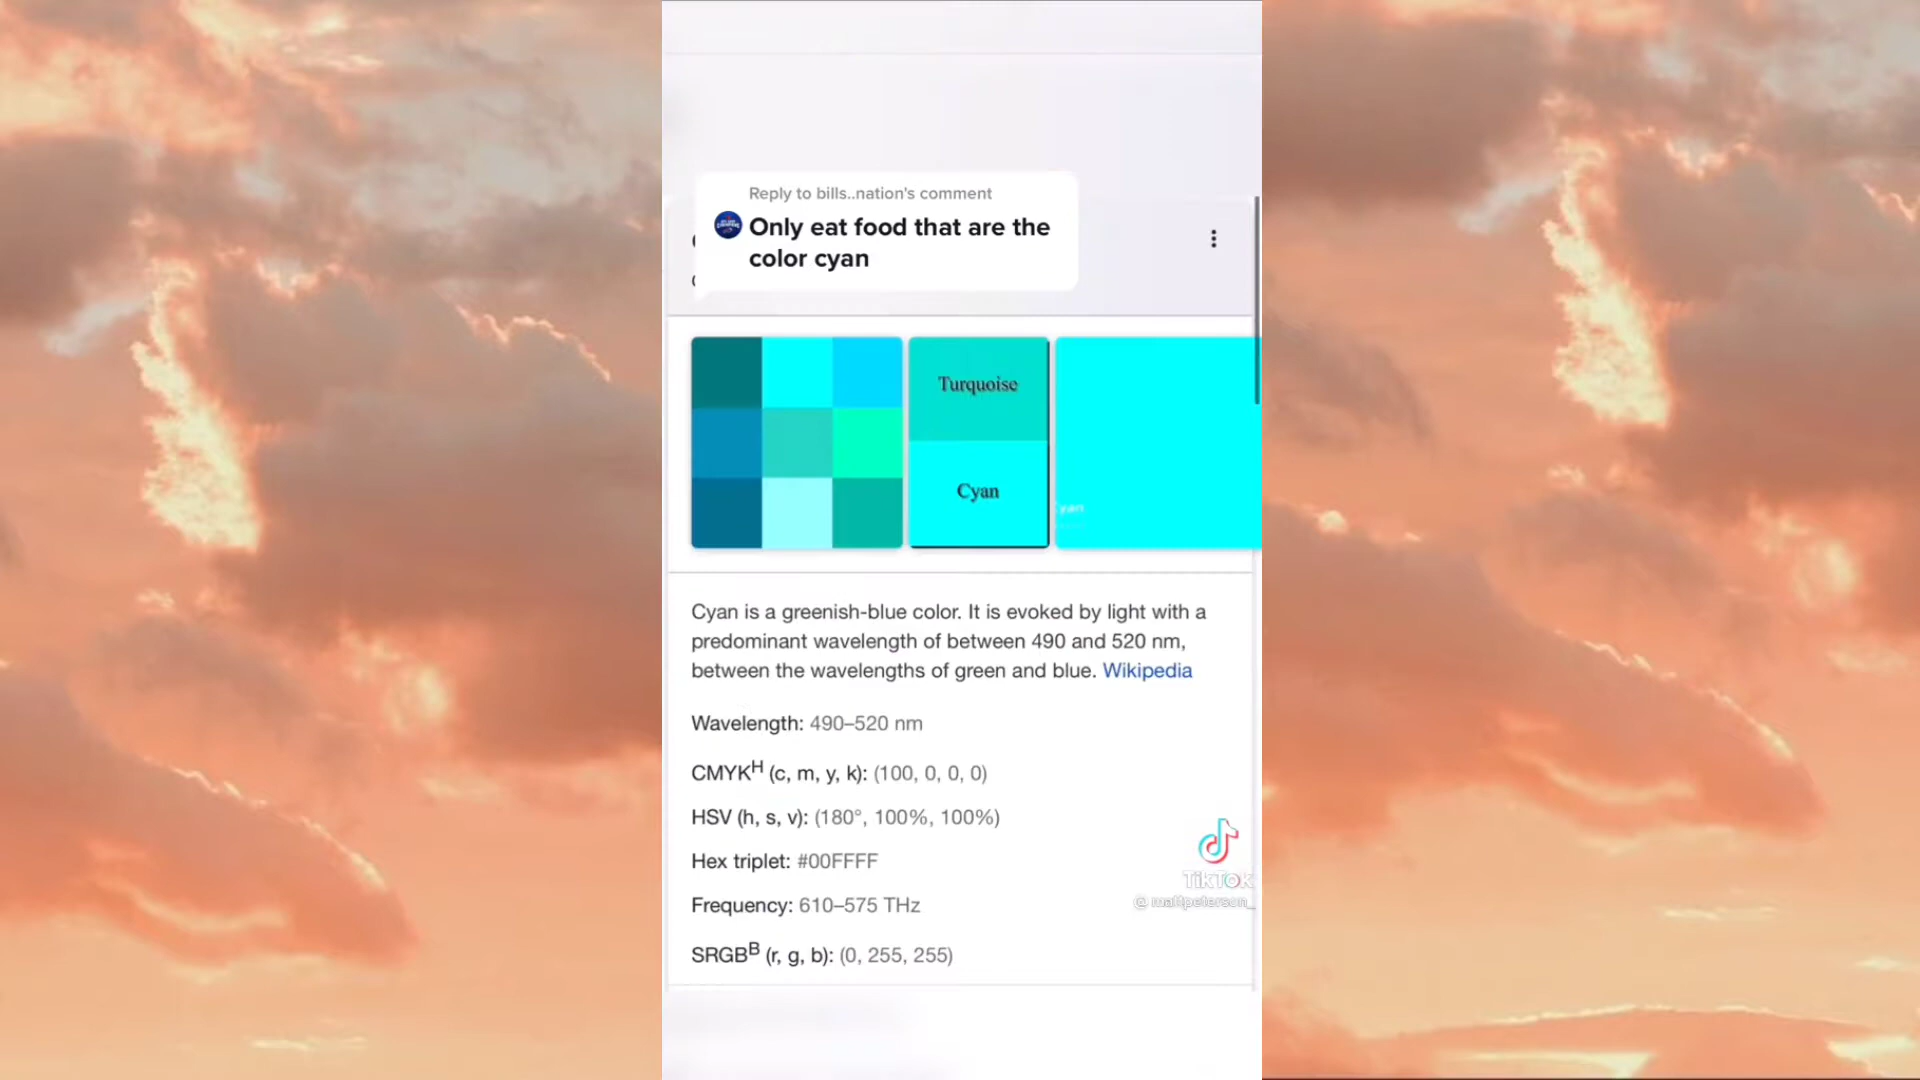 Reply to bills..nation's comment
Only eat food that are the
color cyan
Turquoise
Cyan
Cyan is a greenish-blue color. It is evoked by light with a
predominant wavelength of between 490 and 520 nm,
between the wavelengths of green and blue. Wikipedia
Wavelength: 490–520 nm
CMYKᴴ (c, m, y, k): (100, 0, 0, 0)
HSV (h, s, v): (180°, 100%, 100%)
Hex triplet: #00FFFF
Frequency: 610–575 THz
SRGBᴮ (r, g, b): (0, 255, 255)
TikTok
@ mattpeterson_